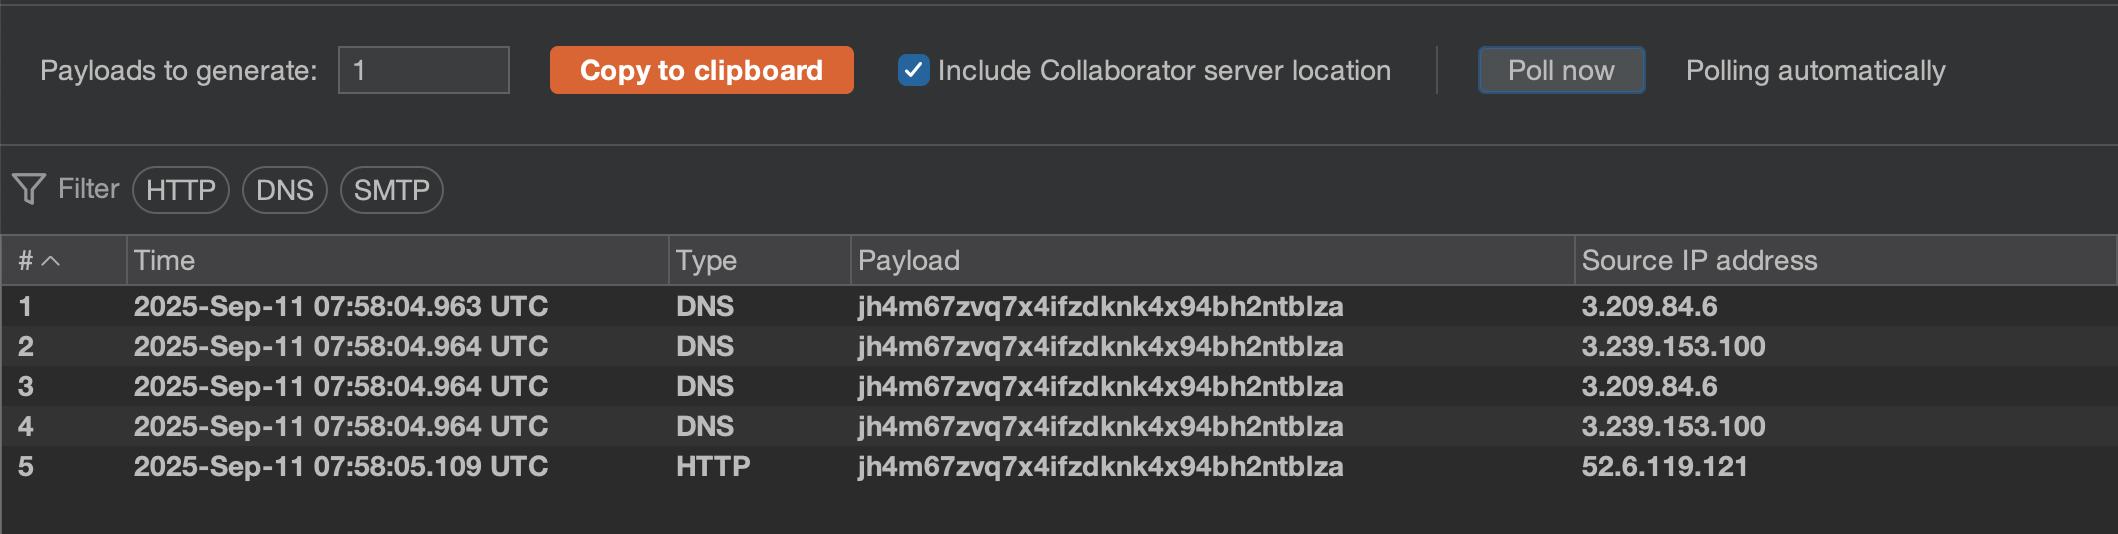 Payloads to generate: 1 Copy to clipboard Include Collaborator server location Poll now Polling automatically
Filter HTTP DNS SMTP
# Time Type Payload Source IP address
1 2025-Sep-11 07:58:04.963 UTC DNS jh4m67zvq7x4ifzdknk4x94bh2ntblza 3.209.84.6
2 2025-Sep-11 07:58:04.964 UTC DNS jh4m67zvq7x4ifzdknk4x94bh2ntblza 3.239.153.100
3 2025-Sep-11 07:58:04.964 UTC DNS jh4m67zvq7x4ifzdknk4x94bh2ntblza 3.209.84.6
4 2025-Sep-11 07:58:04.964 UTC DNS jh4m67zvq7x4ifzdknk4x94bh2ntblza 3.239.153.100
5 2025-Sep-11 07:58:05.109 UTC HTTP jh4m67zvq7x4ifzdknk4x94bh2ntblza 52.6.119.121